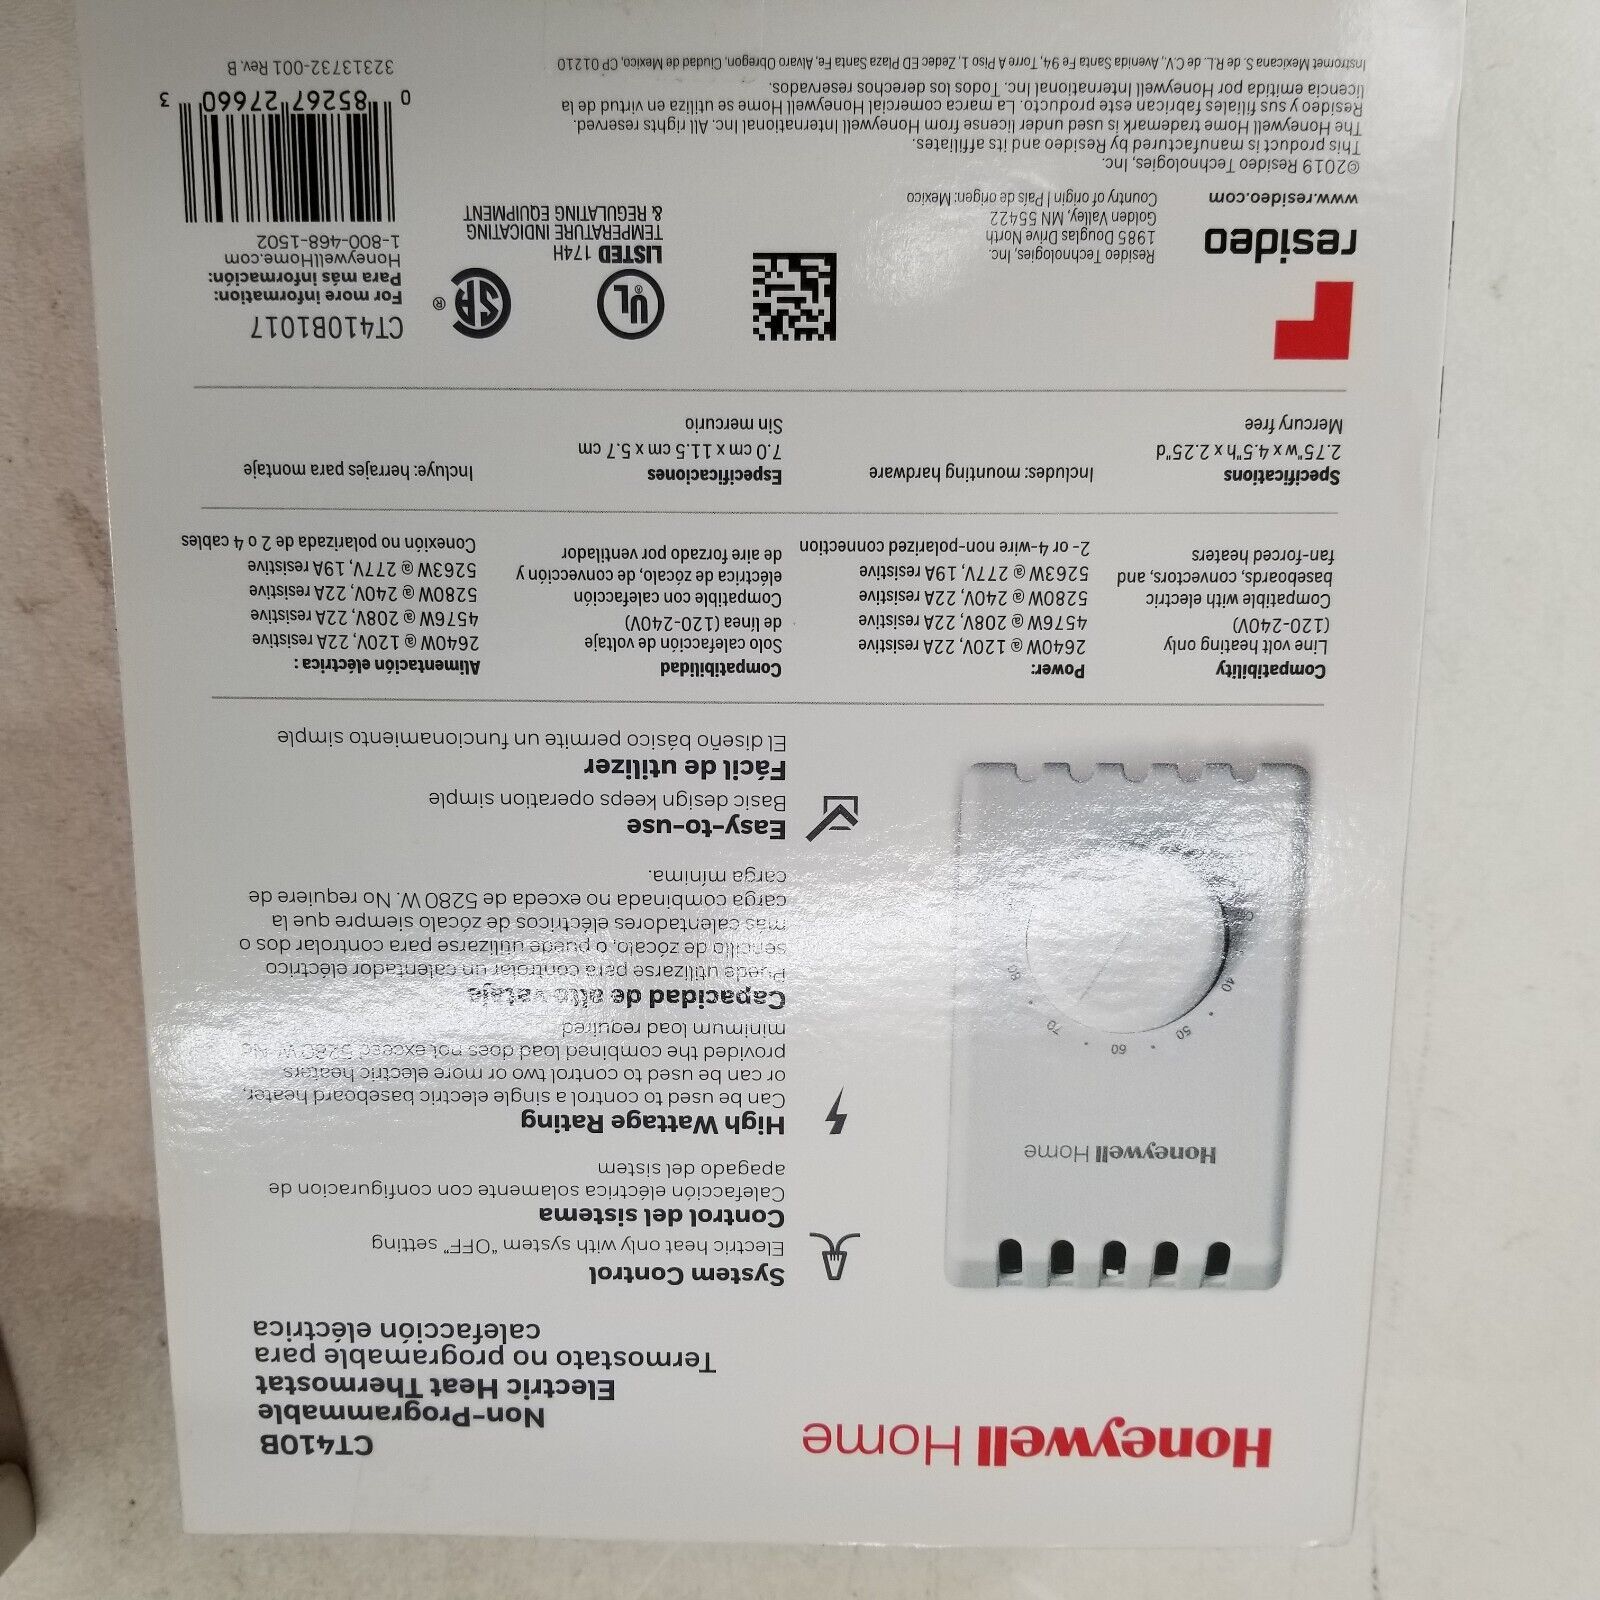 Honeywell Home
CT410B
Non-Programmable
Electric Heat Thermostat
Termostato no programable para
calefacción eléctrica
Honeywell Home
40
50
60
70
80
System Control
Electric heat only with system "OFF" setting
Control del sistema
Calefacción eléctrica solamente con configuracion de
apagado del sistem
High Wattage Rating
Can be used to control a single electric baseboard heater,
or can be used to control two or more electric heaters
provided the combined load does not exceed 5280 W. No
minimum load required
Capacidad de alto vataje
Puede utilizarse para controlar un calentador eléctrico
sencillo de zócalo, o puede utilizarse para controlar dos o
mas calentadores eléctricos de zócalo siempre que la
carga combinada no exceda de 5280 W. No requiere de
carga mínima.
Easy-to-use
Basic design keeps operation simple
Fácil de utilizer
El diseño básico permite un funcionamiento simple
Compatibility
Line volt heating only
(120-240V)
Compatible with electric
baseboards, convectors, and
fan-forced heaters
Power:
2640W @ 120V, 22A resistive
4576W @ 208V, 22A resistive
5280W @ 240V, 22A resistive
5263W @ 277V, 19A resistive
2- or 4-wire non-polarized connection
Compatibilidad
Solo calefacción de voltaje
de línea (120-240V)
Compatible con calefacción
eléctrica de zócalo, de convección y
de aire forzado por ventilador
Alimentación eléctrica :
2640W @ 120V, 22A resistive
4576W @ 208V, 22A resistive
5280W @ 240V, 22A resistive
5263W @ 277V, 19A resistive
Conexión no polarizada de 2 o 4 cables
Specifications
2.75"w x 4.5"h x 2.25"d
Mercury free
Includes: mounting hardware
Especificaciones
7.0 cm x 11.5 cm x 5.7 cm
Sin mercurio
Incluye: herrajes para montaje
resideo
www.resideo.com
Resideo Technologies, Inc.
1985 Douglas Drive North
Golden Valley, MN 55422
Country of origin | País de origen: Mexico
UL ®
LISTED 174H
TEMPERATURE INDICATING
& REGULATING EQUIPMENT
SA ®
CT410B1017
For more information:
Para más información:
HoneywellHome.com
1-800-468-1502
0 85267 27660 3
32313732-001 Rev. B
©2019 Resideo Technologies, Inc.
This product is manufactured by Resideo and its affiliates.
The Honeywell Home trademark is used under license from Honeywell International Inc. All rights reserved.
Resideo y sus filiales fabrican este producto. La marca comercial Honeywell Home se utiliza en virtud de la
licencia emitida por Honeywell International Inc. Todos los derechos reservados.
Instromet Mexicana S. de R.L. de C.V., Avenida Santa Fe 94, Torre A Piso 1, Zedec ED Plaza Santa Fe, Alvaro Obregon, Ciudad de Mexico, CP 01210